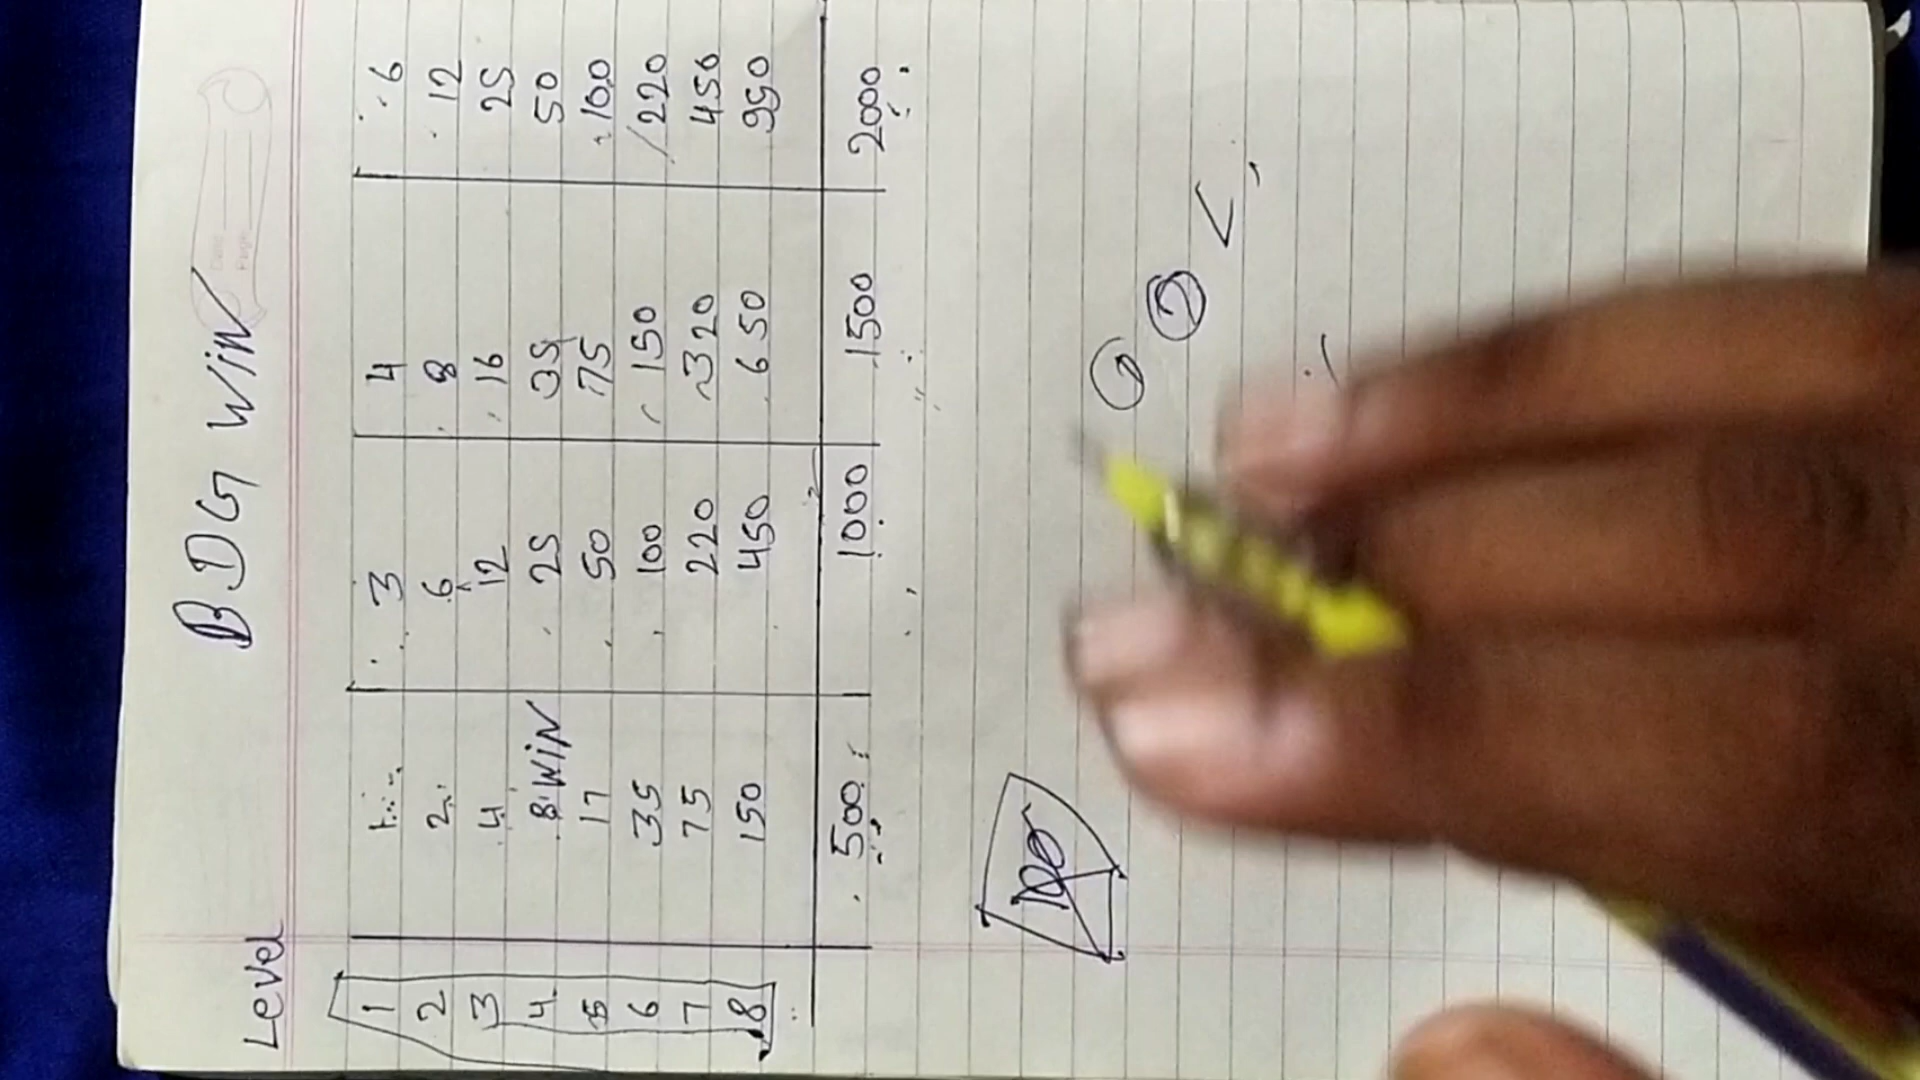 BDG WiN
Level
1 1 3 4 6
2 2 6 8 12
3 4 12 16 25
4 8 WiN 25 35 50
5 17 50 75 100
6 35 100 150 220
7 75 220 320 450
8 150 450 650 950
500 1000 1500 2000
100